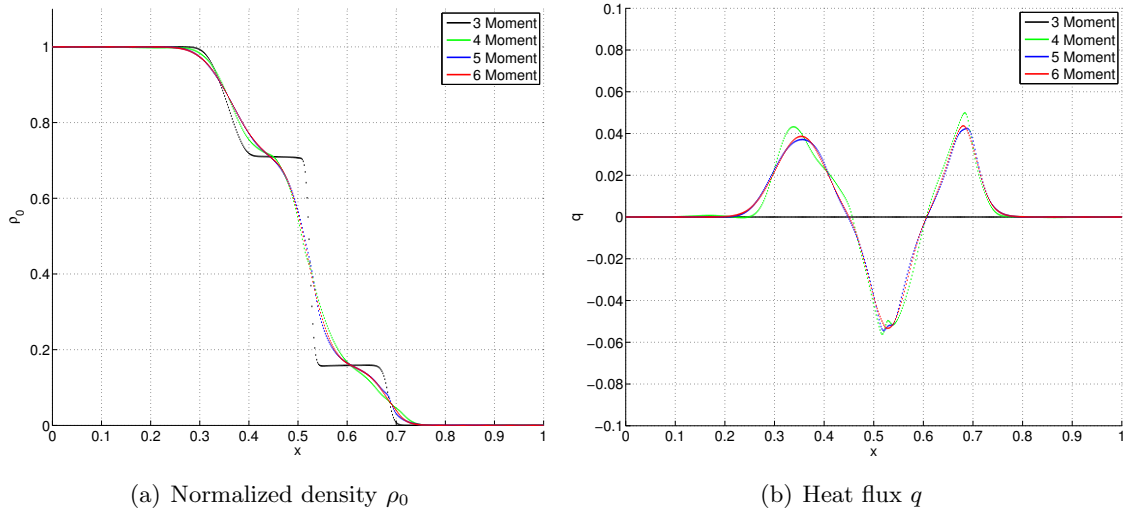 3 Moment
4 Moment
5 Moment
6 Moment
1
0.8
0.6
0.4
0.2
0
ρ₀
0 0.1 0.2 0.3 0.4 0.5 0.6 0.7 0.8 0.9 1
x
(a) Normalized density ρ₀
3 Moment
4 Moment
5 Moment
6 Moment
0.1
0.08
0.06
0.04
0.02
0
−0.02
−0.04
−0.06
−0.08
−0.1
q
0 0.1 0.2 0.3 0.4 0.5 0.6 0.7 0.8 0.9 1
x
(b) Heat flux q